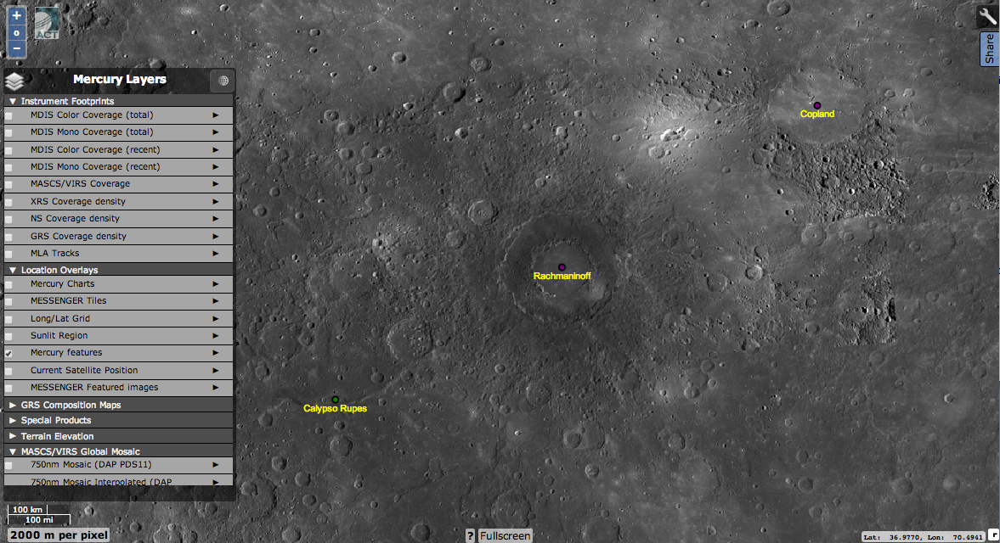 +
o
−
ACT
Share
Mercury Layers
▼ Instrument Footprints
MDIS Color Coverage (total) ►
MDIS Mono Coverage (total) ►
MDIS Color Coverage (recent) ►
MDIS Mono Coverage (recent) ►
MASCS/VIRS Coverage ►
XRS Coverage density ►
NS Coverage density ►
GRS Coverage density ►
MLA Tracks ►
▼ Location Overlays
Mercury Charts ►
MESSENGER Tiles ►
Long/Lat Grid ►
Sunlit Region ►
Mercury features ►
Current Satellite Position ►
MESSENGER Featured images ►
► GRS Composition Maps
► Special Products
► Terrain Elevation
▼ MASCS/VIRS Global Mosaic
750nm Mosaic (DAP PDS11) ►
750nm Mosaic Interpolated (DAP ►
Copland
Rachmaninoff
Calypso Rupes
100 km
100 mi
2000 m per pixel
? Fullscreen
Lat: 36.9770, Lon: 70.4941
r